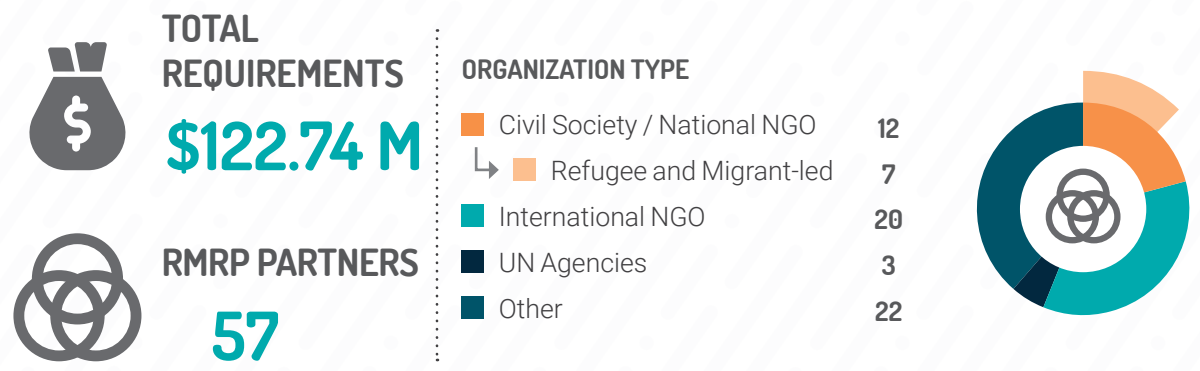 TOTAL
REQUIREMENTS
$122.74 M
RMRP PARTNERS
57
ORGANIZATION TYPE
Civil Society / National NGO 12
Refugee and Migrant-led 7
International NGO 20
UN Agencies 3
Other 22
$